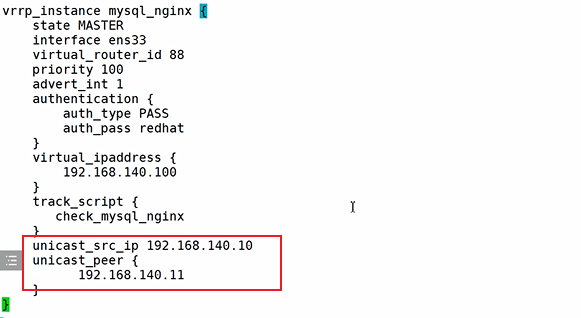 vrrp_instance mysql_nginx {
    state MASTER
    interface ens33
    virtual_router_id 88
    priority 100
    advert_int 1
    authentication {
        auth_type PASS
        auth_pass redhat
    }
    virtual_ipaddress {
        192.168.140.100
    }
    track_script {
       check_mysql_nginx
    }
    unicast_src_ip 192.168.140.10
    unicast_peer {
          192.168.140.11
    }
}